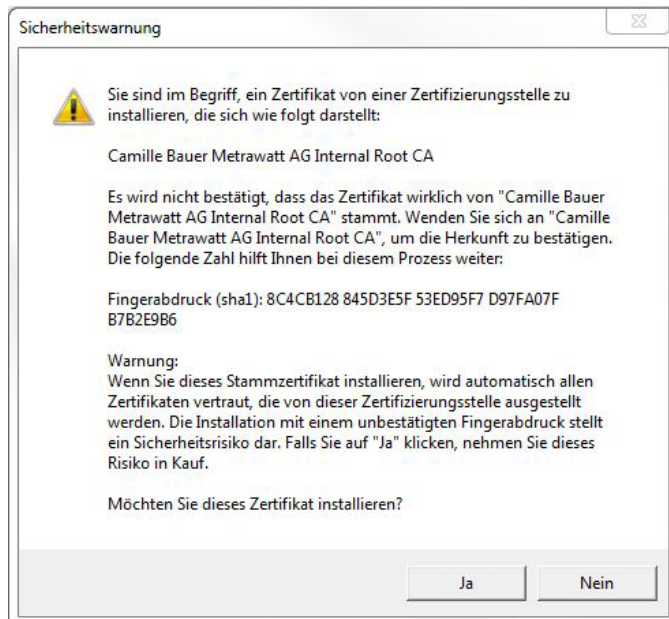 Sicherheitswarnung
Sie sind im Begriff, ein Zertifikat von einer Zertifizierungsstelle zu
installieren, die sich wie folgt darstellt:
Camille Bauer Metrawatt AG Internal Root CA
Es wird nicht bestätigt, dass das Zertifikat wirklich von "Camille Bauer
Metrawatt AG Internal Root CA" stammt. Wenden Sie sich an "Camille
Bauer Metrawatt AG Internal Root CA", um die Herkunft zu bestätigen.
Die folgende Zahl hilft Ihnen bei diesem Prozess weiter:
Fingerabdruck (sha1): 8C4CB128 845D3E5F 53ED95F7 D97FA07F
B7B2E9B6
Warnung:
Wenn Sie dieses Stammzertifikat installieren, wird automatisch allen
Zertifikaten vertraut, die von dieser Zertifizierungsstelle ausgestellt
werden. Die Installation mit einem unbestätigten Fingerabdruck stellt
ein Sicherheitsrisiko dar. Falls Sie auf "Ja" klicken, nehmen Sie dieses
Risiko in Kauf.
Möchten Sie dieses Zertifikat installieren?
Ja Nein